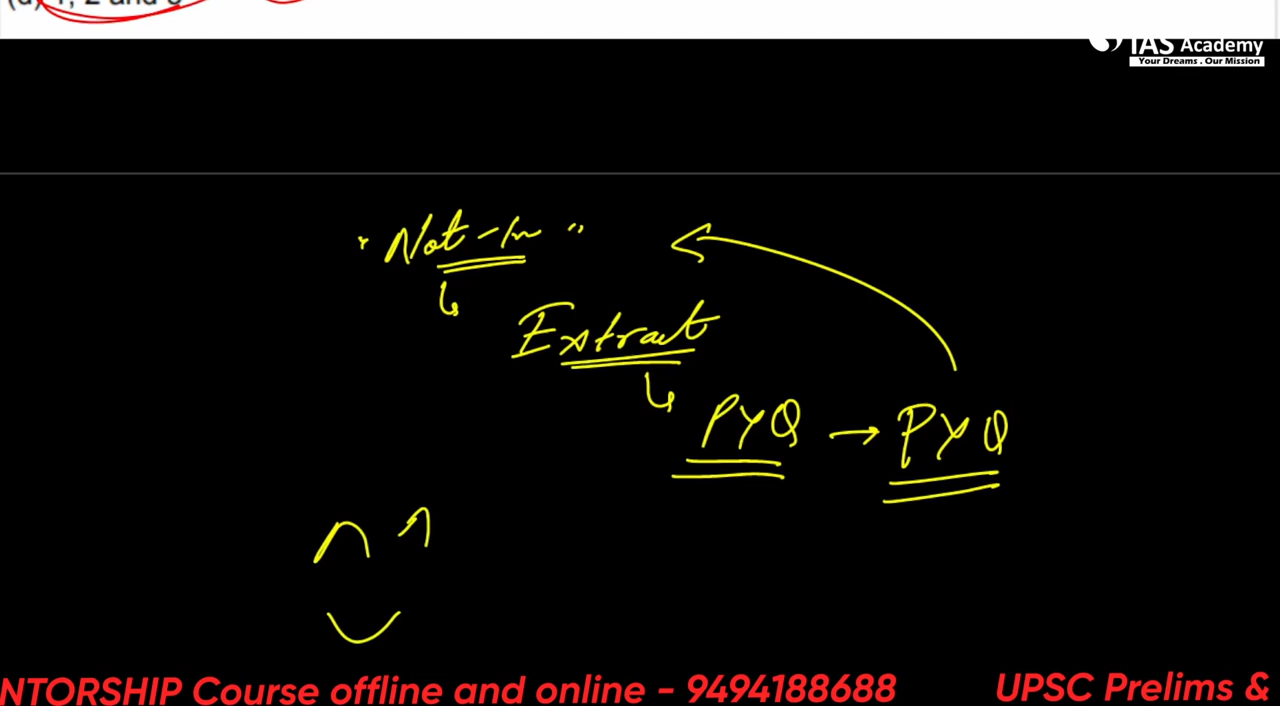 IAS Academy
Your Dreams . Our Mission
"Not-In"
Extract
PYQ → PYQ
NTORSHIP Course offline and online - 9494188688 UPSC Prelims &